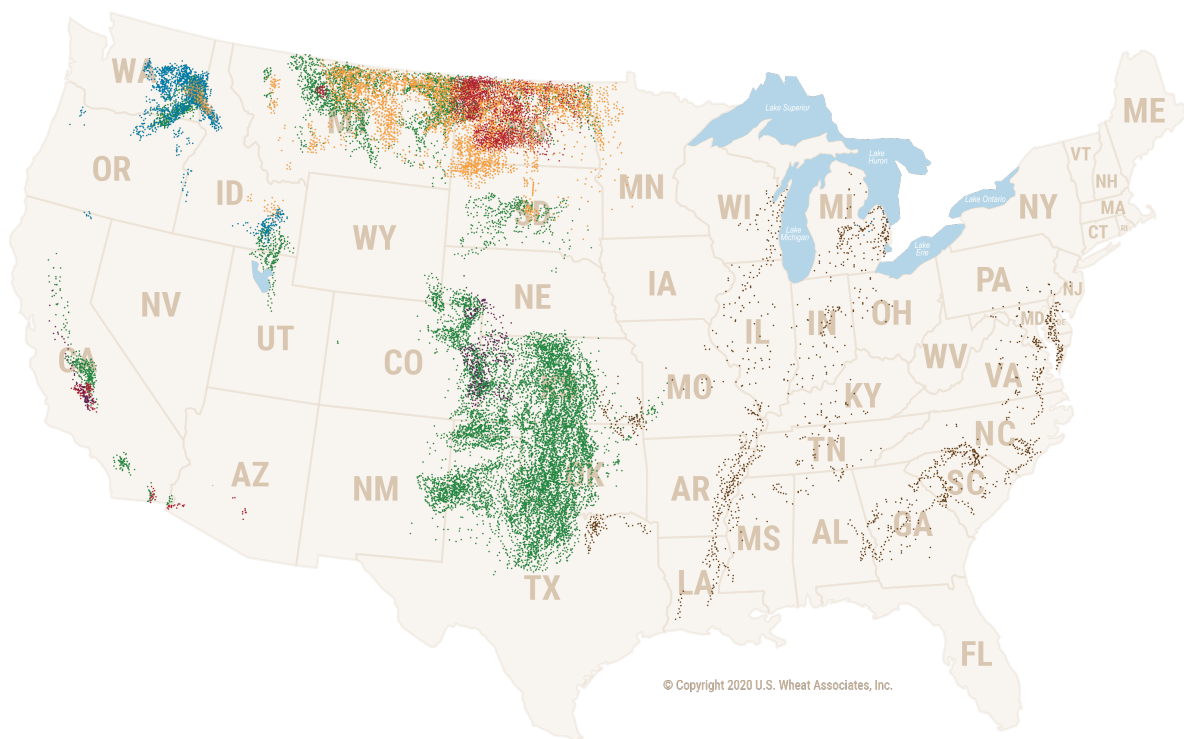 WA
OR
ID
MT
ND
MN
SD
WY
NV
UT
CO
NE
IA
WI
MI
Lake Superior
Lake
Huron
Lake
Michigan
Lake Ontario
Lake
Erie
NY
VT
NH
ME
MA
CT
RI
PA
NJ
MD
DE
OH
IN
IL
WV
VA
KY
MO
KS
CA
AZ
NM
OK
AR
TN
NC
SC
GA
AL
MS
LA
TX
FL
© Copyright 2020 U.S. Wheat Associates, Inc.